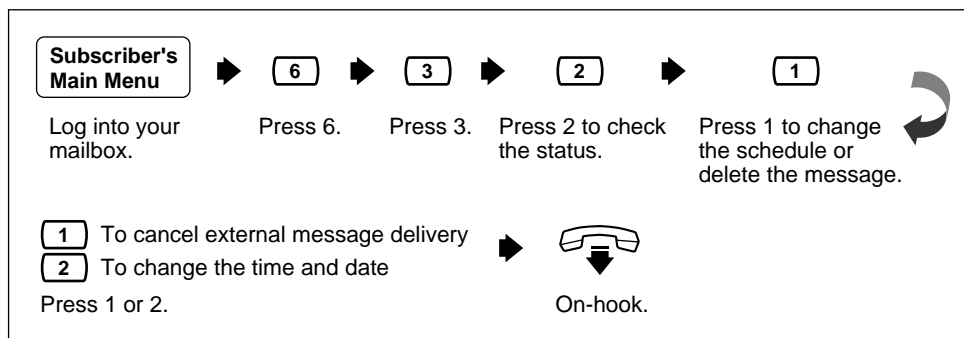 Subscriber's
Main Menu
6
3
2
1
Log into your
mailbox.
Press 6.
Press 3.
Press 2 to check
the status.
Press 1 to change
the schedule or
delete the message.
1 To cancel external message delivery
2 To change the time and date
Press 1 or 2.
On-hook.